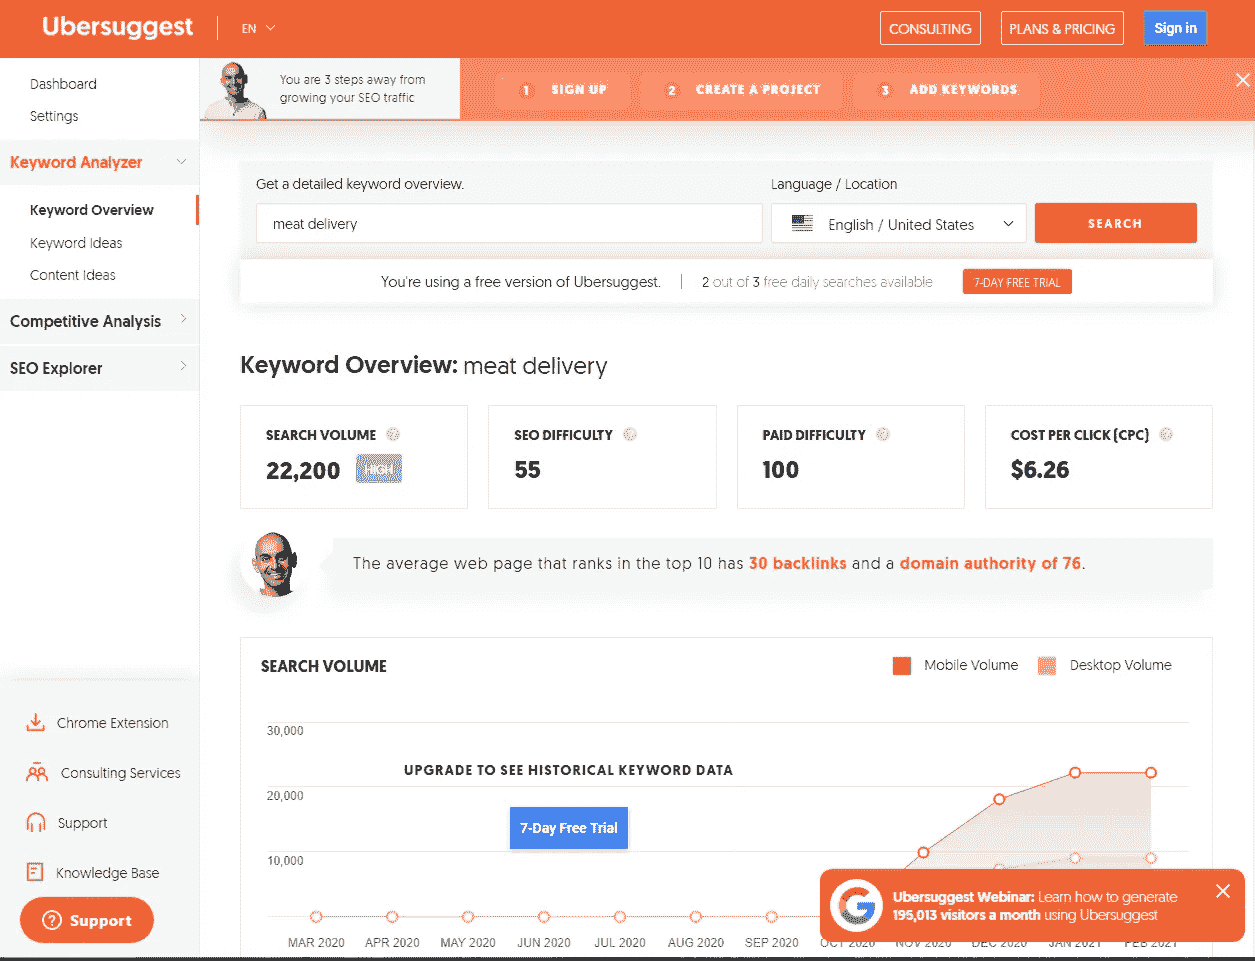 Ubersuggest
EN
CONSULTING
PLANS & PRICING
Sign in
Dashboard
Settings
Keyword Analyzer
Keyword Overview
Keyword Ideas
Content Ideas
Competitive Analysis
SEO Explorer
Chrome Extension
Consulting Services
Support
Knowledge Base
Support
You are 3 steps away from
growing your SEO traffic
1 SIGN UP
2 CREATE A PROJECT
3 ADD KEYWORDS
Get a detailed keyword overview.
Language / Location
meat delivery
English / United States
SEARCH
You're using a free version of Ubersuggest.
2 out of 3 free daily searches available
7-DAY FREE TRIAL
Keyword Overview: meat delivery
SEARCH VOLUME
22,200 HIGH
SEO DIFFICULTY
55
PAID DIFFICULTY
100
COST PER CLICK (CPC)
$6.26
The average web page that ranks in the top 10 has 30 backlinks and a domain authority of 76.
SEARCH VOLUME
Mobile Volume
Desktop Volume
30,000
UPGRADE TO SEE HISTORICAL KEYWORD DATA
20,000
7-Day Free Trial
10,000
MAR 2020 APR 2020 MAY 2020 JUN 2020 JUL 2020 AUG 2020 SEP 2020 OCT 2020 NOV 2020 DEC 2020 JAN 2021 FEB 2021
Ubersuggest Webinar: Learn how to generate
195,013 visitors a month using Ubersuggest